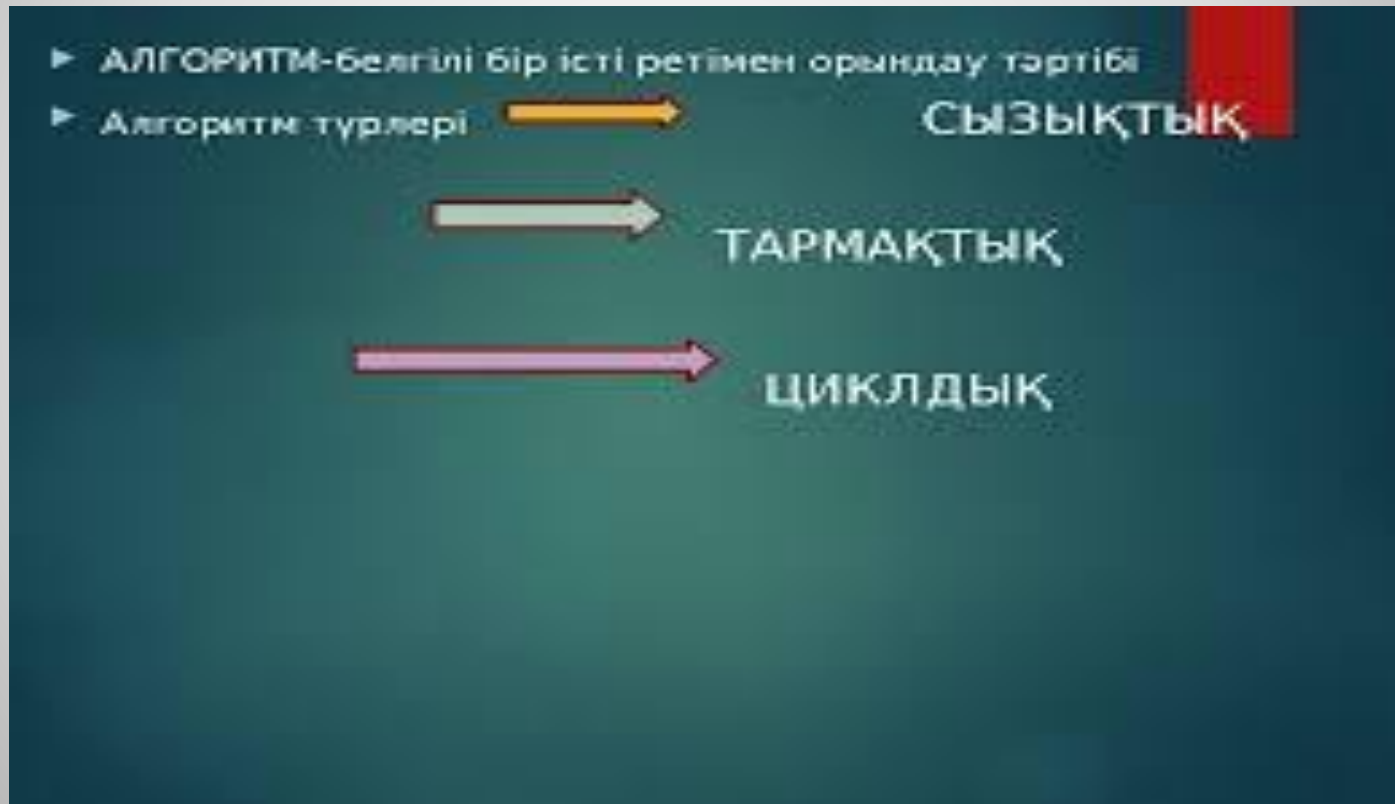 АЛГОРИТМ-белгілі бір істі ретімен орындау тәртібі
Алгоритм түрлері СЫЗЫҚТЫҚ
ТАРМАҚТЫҚ
ЦИКЛДЫҚ